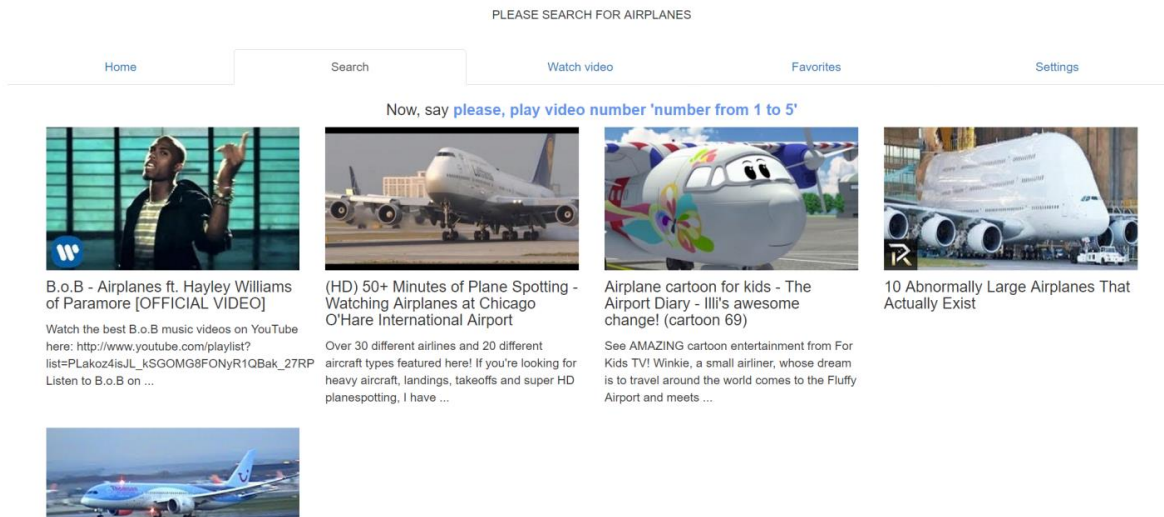 PLEASE SEARCH FOR AIRPLANES
Home
Search
Watch video
Favorites
Settings
Now, say please, play video number 'number from 1 to 5'
B.o.B - Airplanes ft. Hayley Williams
of Paramore [OFFICIAL VIDEO]
Watch the best B.o.B music videos on YouTube
here: http://www.youtube.com/playlist?
list=PLakoz4isJL_kSGOMG8FONyR1QBak_27RP
Listen to B.o.B on ...
(HD) 50+ Minutes of Plane Spotting -
Watching Airplanes at Chicago
O'Hare International Airport
Over 30 different airlines and 20 different
aircraft types featured here! If you're looking for
heavy aircraft, landings, takeoffs and super HD
planespotting, I have ...
Airplane cartoon for kids - The
Airport Diary - Illi's awesome
change! (cartoon 69)
See AMAZING cartoon entertainment from For
Kids TV! Winkie, a small airliner, whose dream
is to travel around the world comes to the Fluffy
Airport and meets ...
10 Abnormally Large Airplanes That
Actually Exist